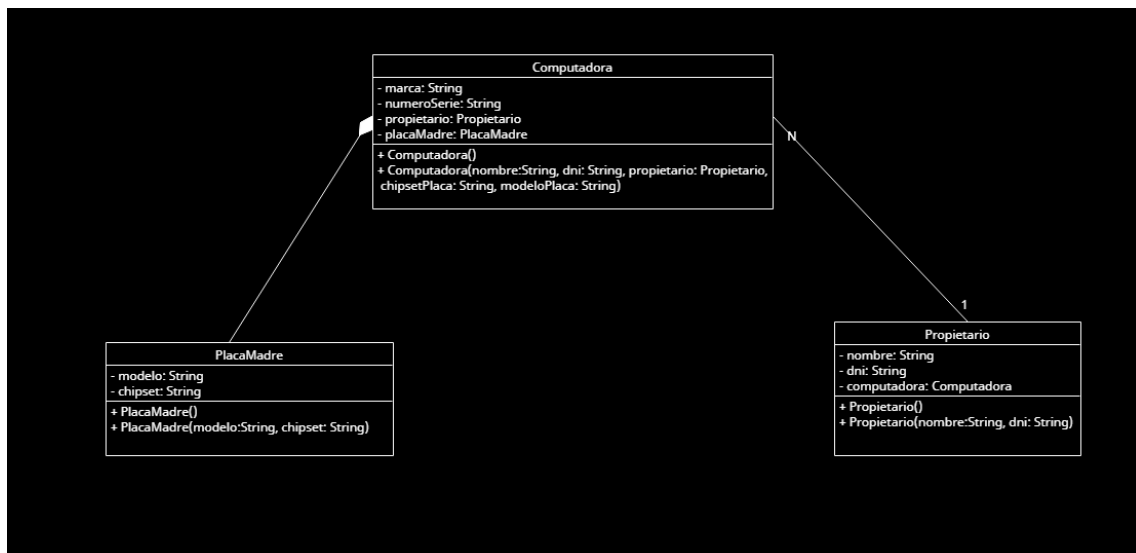 Computadora
- marca: String
- numeroSerie: String
- propietario: Propietario
- placaMadre: PlacaMadre
+ Computadora()
+ Computadora(nombre:String, dni: String, propietario: Propietario,
chipsetPlaca: String, modeloPlaca: String)
N
1
PlacaMadre
- modelo: String
- chipset: String
+ PlacaMadre()
+ PlacaMadre(modelo:String, chipset: String)
Propietario
- nombre: String
- dni: String
- computadora: Computadora
+ Propietario()
+ Propietario(nombre:String, dni: String)